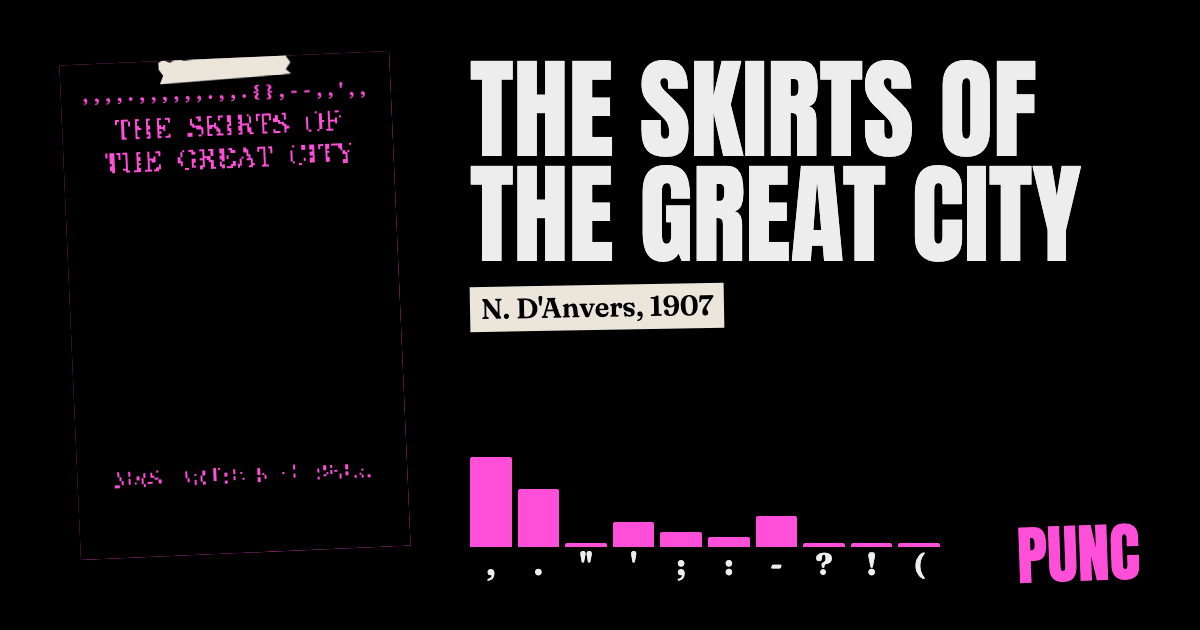 ,,,,.,,,,,,.,,.{},--,,',,
THE SKIRTS OF
THE GREAT CITY
THE SKIRTS OF
THE GREAT CITY
N. D'Anvers, 1907
, . " ' ; : - ? ! (
PUNC